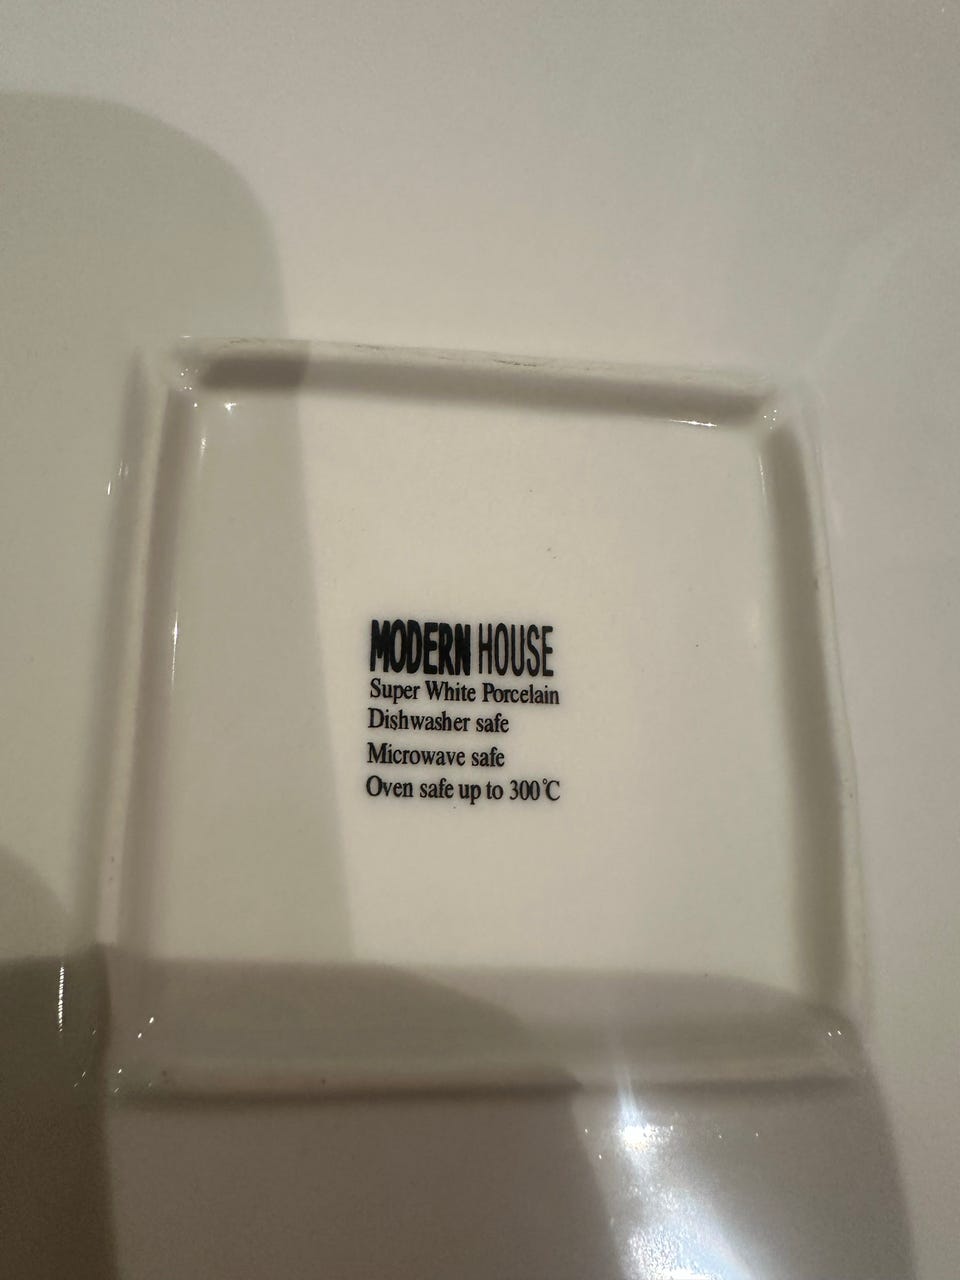 MODERN HOUSE
Super White Porcelain
Dishwasher safe
Microwave safe
Oven safe up to 300°C